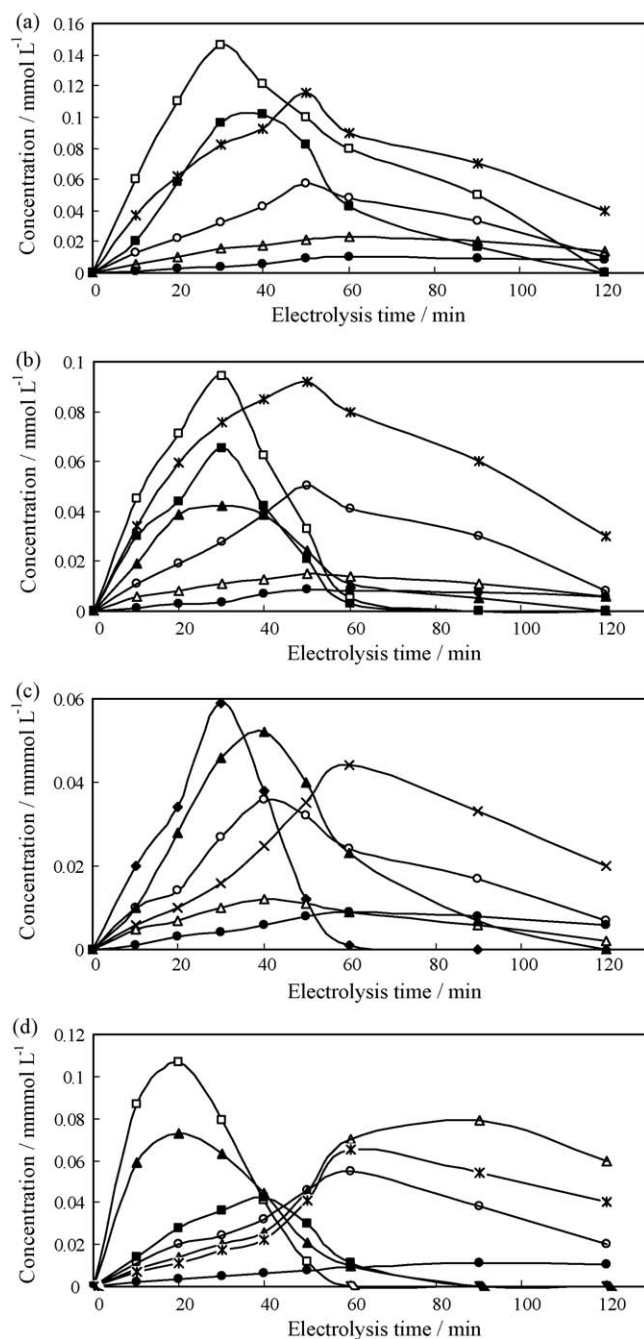 (a)
0.16
0.14
0.12
0.1
0.08
0.06
0.04
0.02
0
Concentration / mmol L⁻¹
0 20 40 60 80 100 120
Electrolysis time / min
(b)
0.1
0.08
0.06
0.04
0.02
0
Concentration / mmol L⁻¹
0 20 40 60 80 100 120
Electrolysis time / min
(c)
0.06
0.04
0.02
0
Concentration / mmmol L⁻¹
0 20 40 60 80 100 120
Electrolysis time / min
(d)
0.12
0.1
0.08
0.06
0.04
0.02
0
Concentration / mmmol L⁻¹
0 20 40 60 80 100 120
Electrolysis time / min